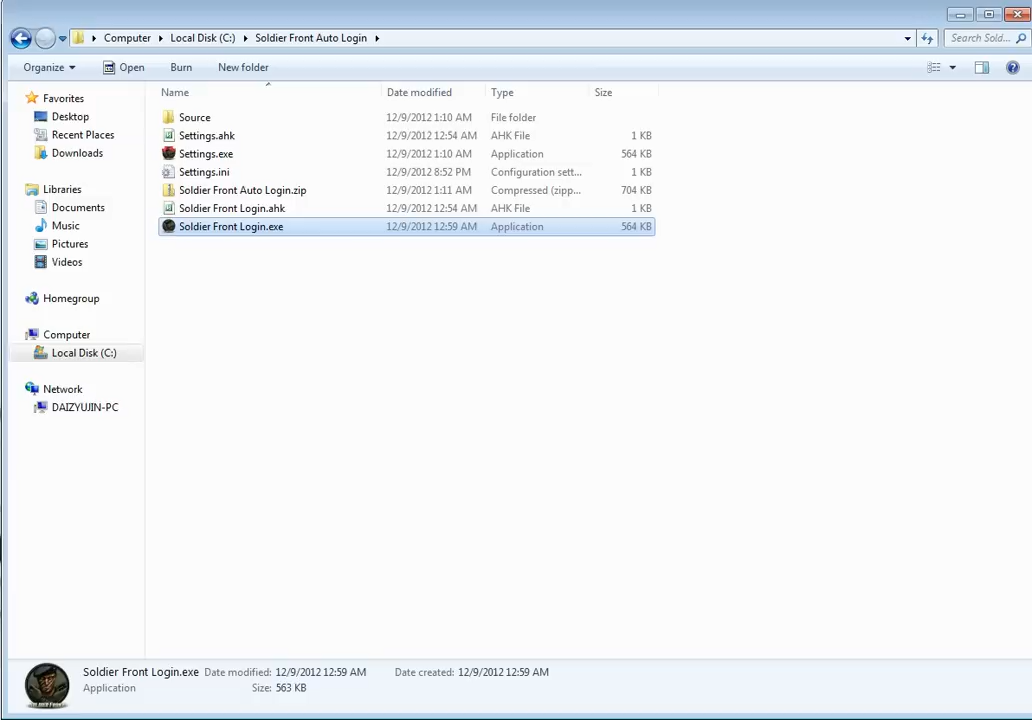 Computer Local Disk (C:) Soldier Front Auto Login Search Sold...
Organize Open Burn New folder
Favorites
Desktop
Recent Places
Downloads
Libraries
Documents
Music
Pictures
Videos
Homegroup
Computer
Local Disk (C:)
Network
DAIZYUJIN-PC
Name Date modified Type Size
Source 12/9/2012 1:10 AM File folder
Settings.ahk 12/9/2012 12:54 AM AHK File 1 KB
Settings.exe 12/9/2012 1:10 AM Application 564 KB
Settings.ini 12/9/2012 8:52 PM Configuration sett... 1 KB
Soldier Front Auto Login.zip 12/9/2012 1:11 AM Compressed (zipp... 704 KB
Soldier Front Login.ahk 12/9/2012 12:54 AM AHK File 1 KB
Soldier Front Login.exe 12/9/2012 12:59 AM Application 564 KB
Soldier Front Login.exe Date modified: 12/9/2012 12:59 AM Date created: 12/9/2012 12:59 AM
Application Size: 563 KB